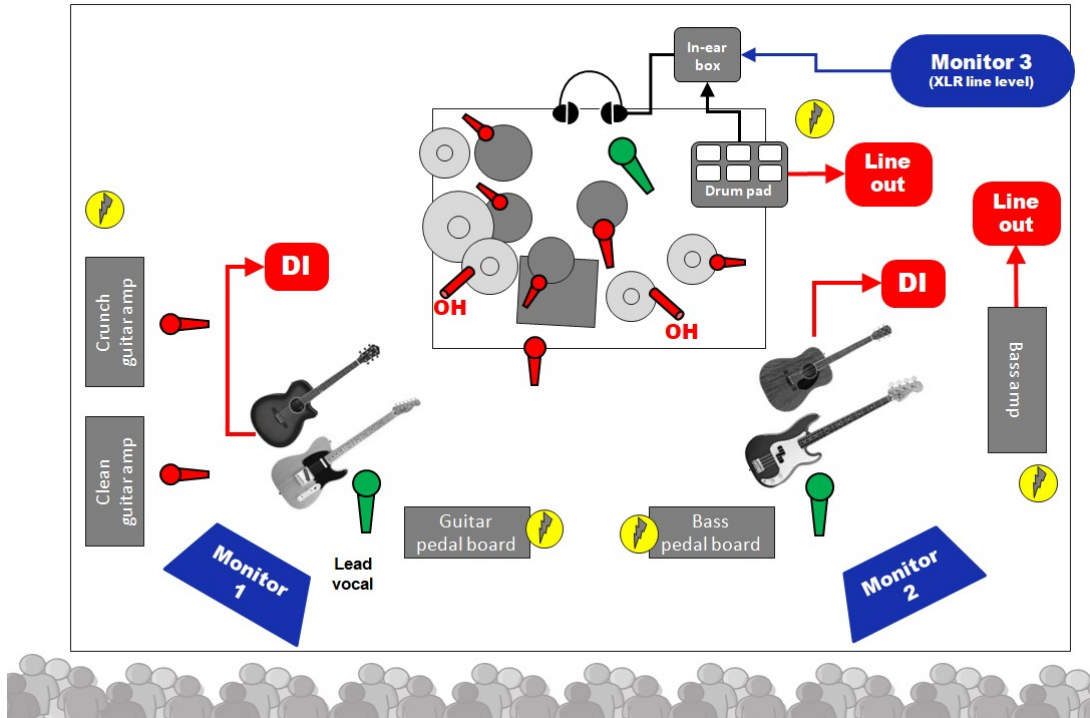 In-ear
box
Monitor 3
(XLR line level)
Drum pad
Line
out
Line
out
DI
DI
OH
OH
Crunch
guitar amp
Bass amp
Clean
guitar amp
Guitar
pedal board
Bass
pedal board
Monitor
1
Lead
vocal
Monitor
2